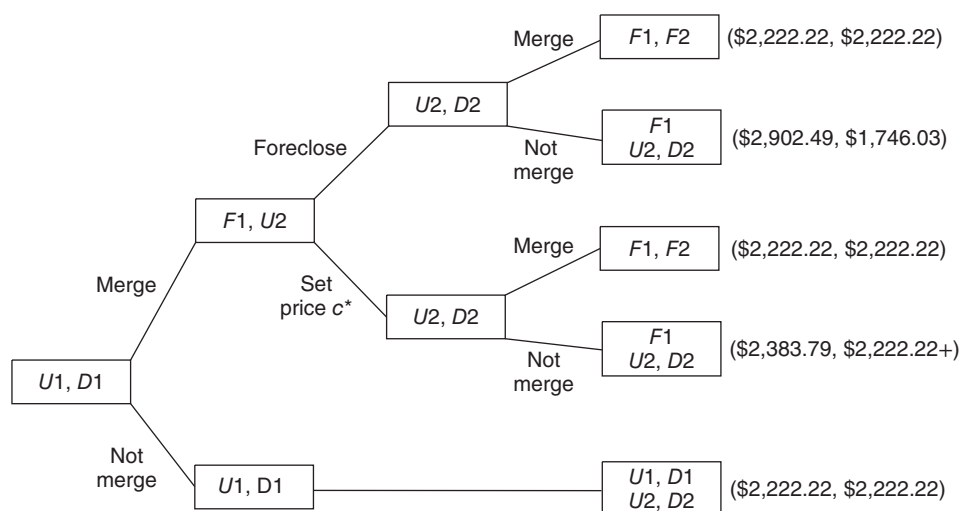 Merge
F1, F2
($2,222.22, $2,222.22)
U2, D2
Foreclose
Not
merge
F1
U2, D2
($2,902.49, $1,746.03)
F1, U2
Merge
Set
price c*
Merge
F1, F2
($2,222.22, $2,222.22)
U2, D2
Not
merge
F1
U2, D2
($2,383.79, $2,222.22+)
U1, D1
Not
merge
U1, D1
U1, D1
U2, D2
($2,222.22, $2,222.22)